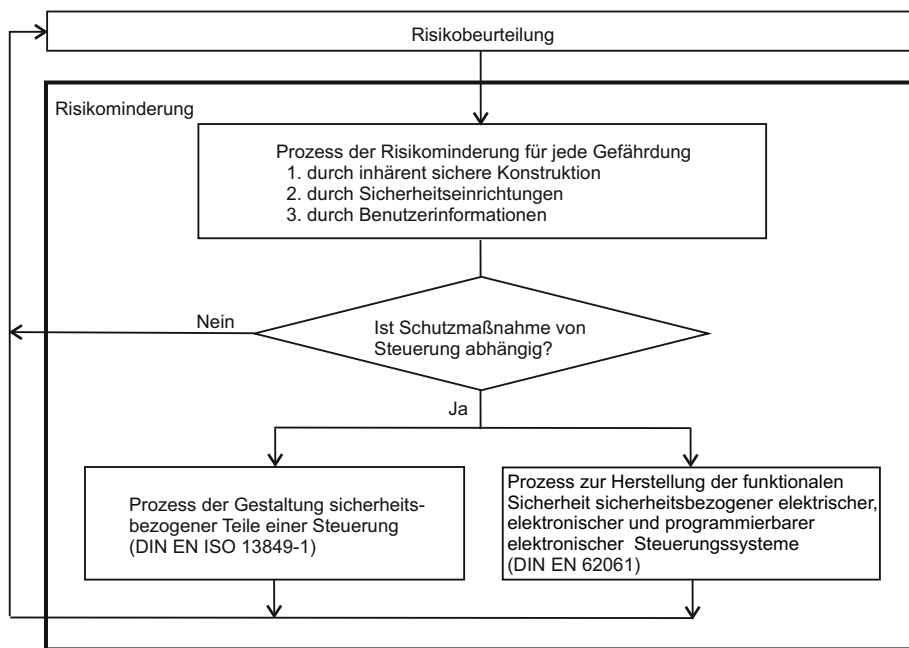 Risikobeurteilung
Risikominderung
Prozess der Risikominderung für jede Gefährdung
1. durch inhärent sichere Konstruktion
2. durch Sicherheitseinrichtungen
3. durch Benutzerinformationen
Nein
Ist Schutzmaßnahme von
Steuerung abhängig?
Ja
Prozess der Gestaltung sicherheits-
bezogener Teile einer Steuerung
(DIN EN ISO 13849-1)
Prozess zur Herstellung der funktionalen
Sicherheit sicherheitsbezogener elektrischer,
elektronischer und programmierbarer
elektronischer Steuerungssysteme
(DIN EN 62061)